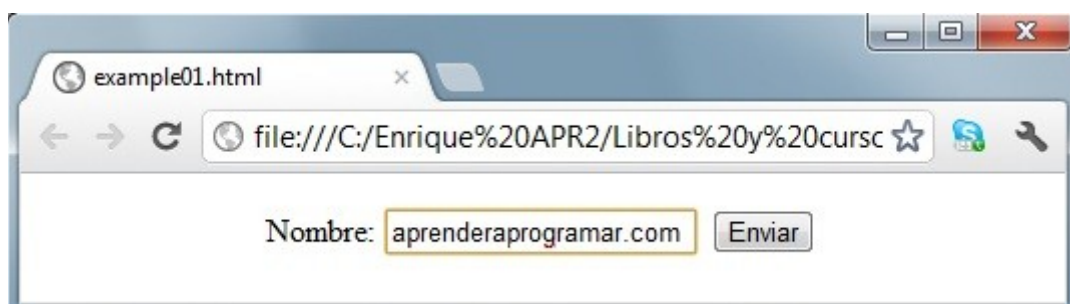 example01.html
file:///C:/Enrique%20APR2/Libros%20y%20cursc
Nombre: aprenderaprogramar.com Enviar